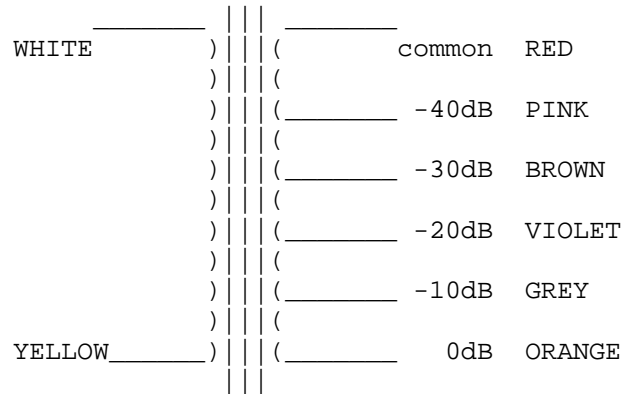 WHITE common RED
-40dB PINK
-30dB BROWN
-20dB VIOLET
-10dB GREY
YELLOW 0dB ORANGE